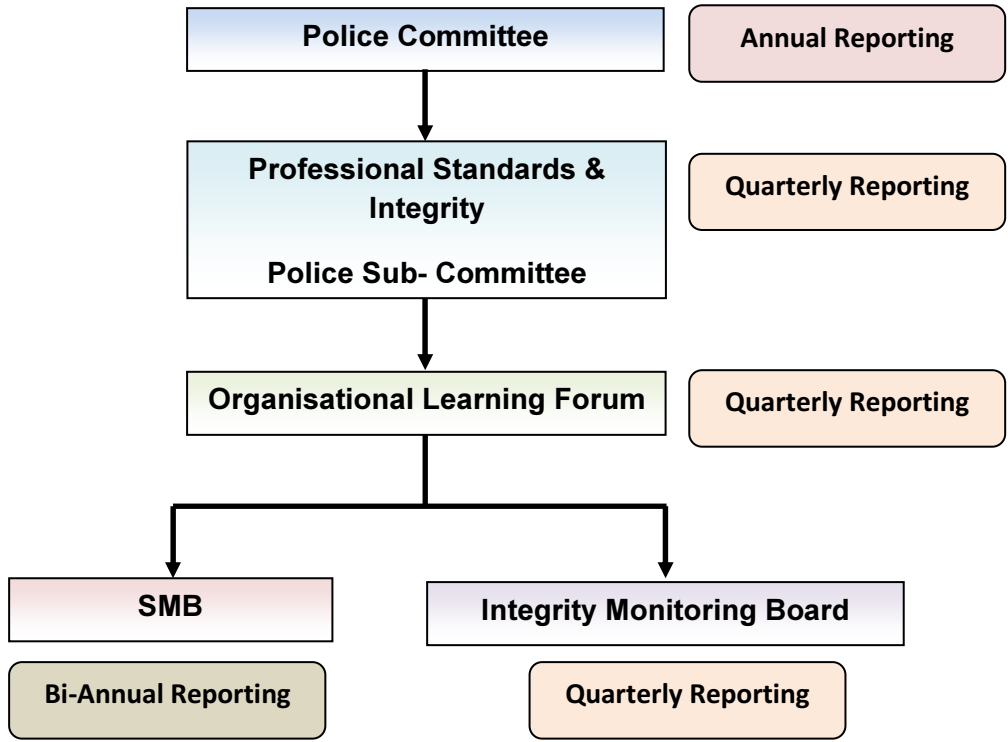 Police Committee
Annual Reporting
Professional Standards &
Integrity
Police Sub- Committee
Quarterly Reporting
Organisational Learning Forum
Quarterly Reporting
SMB
Integrity Monitoring Board
Bi-Annual Reporting
Quarterly Reporting